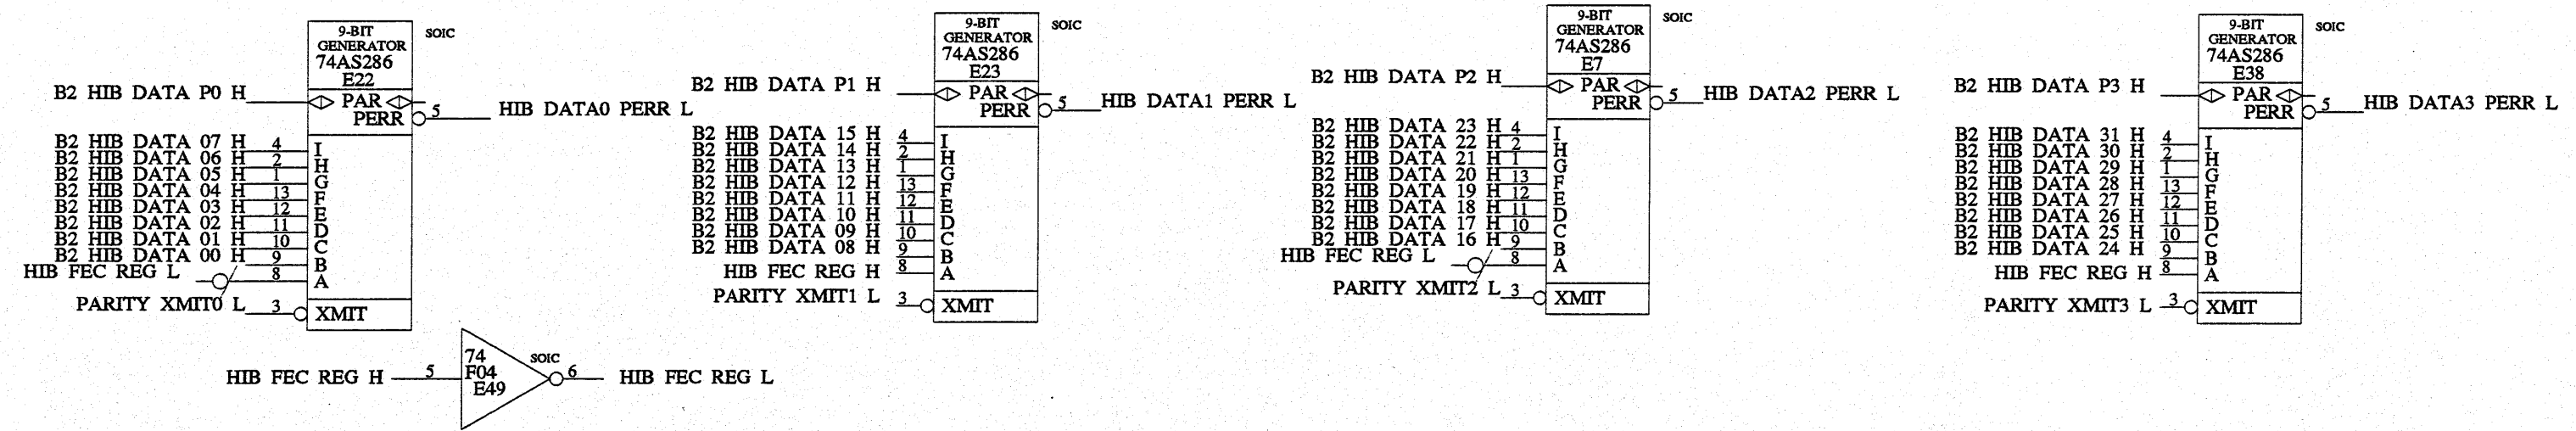 9-BIT
GENERATOR
74AS286
E22
SOIC
B2 HIB DATA P0 H
PAR
PERR
5
HIB DATA0 PERR L
B2 HIB DATA 07 H 4 I
B2 HIB DATA 06 H 2 H
B2 HIB DATA 05 H 1 G
B2 HIB DATA 04 H 13 F
B2 HIB DATA 03 H 12 E
B2 HIB DATA 02 H 11 D
B2 HIB DATA 01 H 10 C
B2 HIB DATA 00 H 9 B
HIB FEC REG L 8 A
PARITY XMIT0 L 3 XMIT
9-BIT
GENERATOR
74AS286
E23
SOIC
B2 HIB DATA P1 H
PAR
PERR
5
HIB DATA1 PERR L
B2 HIB DATA 15 H 4 I
B2 HIB DATA 14 H 2 H
B2 HIB DATA 13 H 1 G
B2 HIB DATA 12 H 13 F
B2 HIB DATA 11 H 12 E
B2 HIB DATA 10 H 11 D
B2 HIB DATA 09 H 10 C
B2 HIB DATA 08 H 9 B
HIB FEC REG H 8 A
PARITY XMIT1 L 3 XMIT
9-BIT
GENERATOR
74AS286
E7
SOIC
B2 HIB DATA P2 H
PAR
PERR
5
HIB DATA2 PERR L
B2 HIB DATA 23 H 4 I
B2 HIB DATA 22 H 2 H
B2 HIB DATA 21 H 1 G
B2 HIB DATA 20 H 13 F
B2 HIB DATA 19 H 12 E
B2 HIB DATA 18 H 11 D
B2 HIB DATA 17 H 10 C
B2 HIB DATA 16 H 9 B
HIB FEC REG L 8 A
PARITY XMIT2 L 3 XMIT
9-BIT
GENERATOR
74AS286
E38
SOIC
B2 HIB DATA P3 H
PAR
PERR
5
HIB DATA3 PERR L
B2 HIB DATA 31 H 4 I
B2 HIB DATA 30 H 2 H
B2 HIB DATA 29 H 1 G
B2 HIB DATA 28 H 13 F
B2 HIB DATA 27 H 12 E
B2 HIB DATA 26 H 11 D
B2 HIB DATA 25 H 10 C
B2 HIB DATA 24 H 9 B
HIB FEC REG H 8 A
PARITY XMIT3 L 3 XMIT
HIB FEC REG H 5
74
F04
E49
SOIC
6 HIB FEC REG L